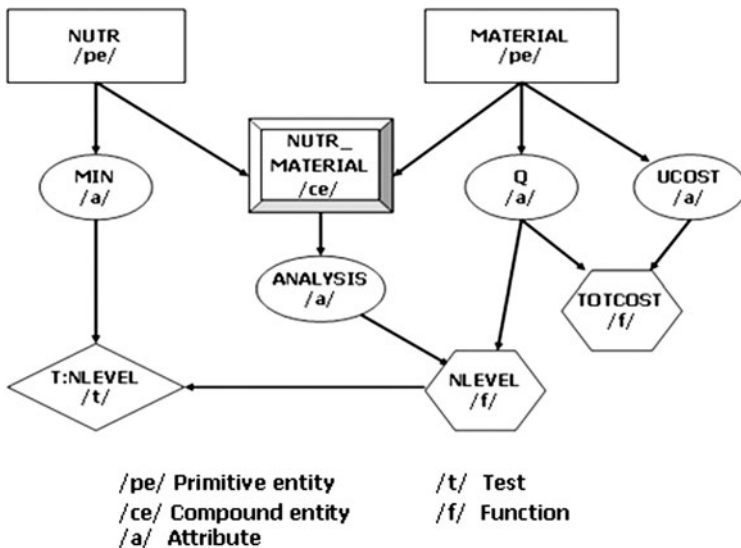 NUTR
/pe/
MATERIAL
/pe/
NUTR_
MATERIAL
/ce/
MIN
/a/
Q
/a/
UCOST
/a/
ANALYSIS
/a/
TOTCOST
/f/
T:NLEVEL
/t/
NLEVEL
/f/
/pe/ Primitive entity
/t/ Test
/ce/ Compound entity
/f/ Function
/a/ Attribute